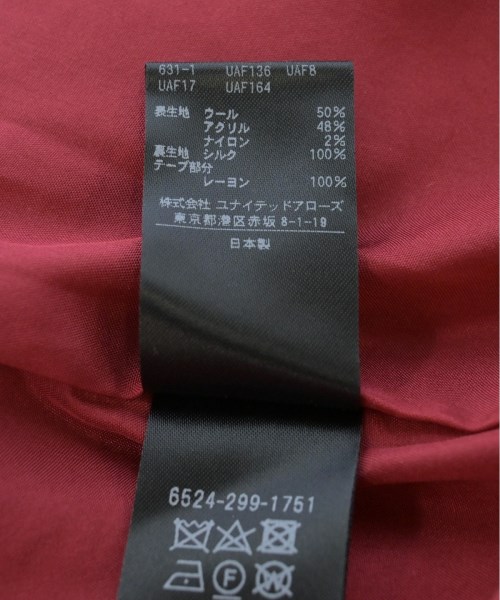 631-1 UAF136 UAF8
UAF17 UAF164
表生地 ウール 50%
アクリル 48%
ナイロン 2%
裏生地 シルク 100%
テープ部分
レーヨン 100%
株式会社 ユナイテッドアローズ
東京都港区赤坂 8-1-19
日本製
6524-299-1751
F
W